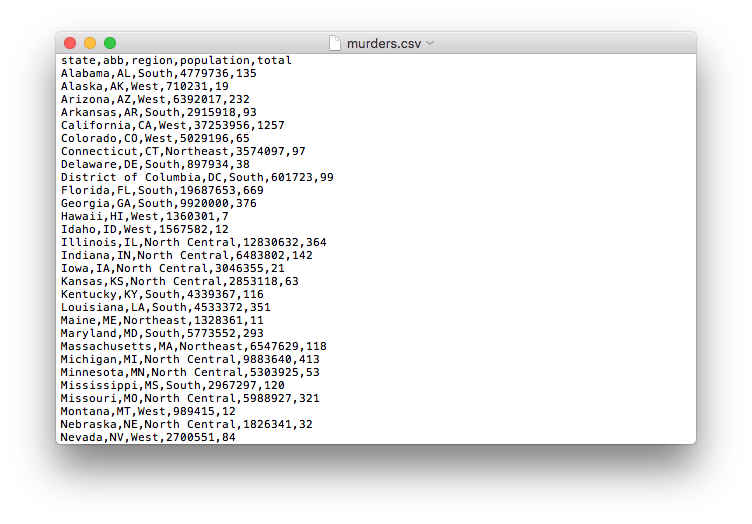 murders.csv
state,abb,region,population,total
Alabama,AL,South,4779736,135
Alaska,AK,West,710231,19
Arizona,AZ,West,6392017,232
Arkansas,AR,South,2915918,93
California,CA,West,37253956,1257
Colorado,CO,West,5029196,65
Connecticut,CT,Northeast,3574097,97
Delaware,DE,South,897934,38
District of Columbia,DC,South,601723,99
Florida,FL,South,19687653,669
Georgia,GA,South,9920000,376
Hawaii,HI,West,1360301,7
Idaho,ID,West,1567582,12
Illinois,IL,North Central,12830632,364
Indiana,IN,North Central,6483802,142
Iowa,IA,North Central,3046355,21
Kansas,KS,North Central,2853118,63
Kentucky,KY,South,4339367,116
Louisiana,LA,South,4533372,351
Maine,ME,Northeast,1328361,11
Maryland,MD,South,5773552,293
Massachusetts,MA,Northeast,6547629,118
Michigan,MI,North Central,9883640,413
Minnesota,MN,North Central,5303925,53
Mississippi,MS,South,2967297,120
Missouri,MO,North Central,5988927,321
Montana,MT,West,989415,12
Nebraska,NE,North Central,1826341,32
Nevada,NV,West,2700551,84